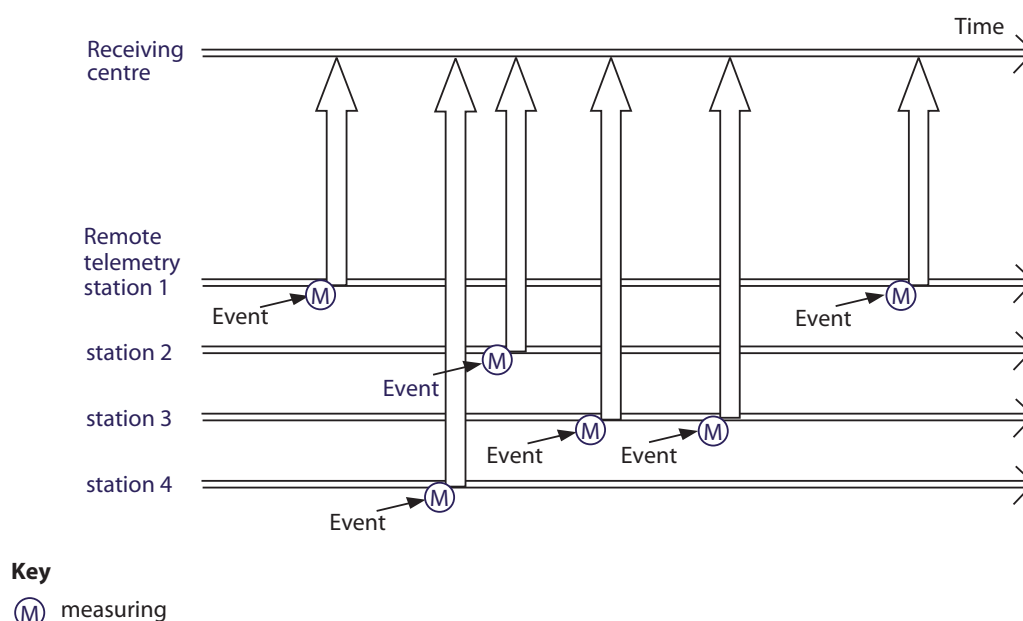 Time
Receiving
centre
Remote
telemetry
station 1
M
Event
M
Event
station 2
M
Event
station 3
M
Event
M
Event
station 4
M
Event
Key
M measuring